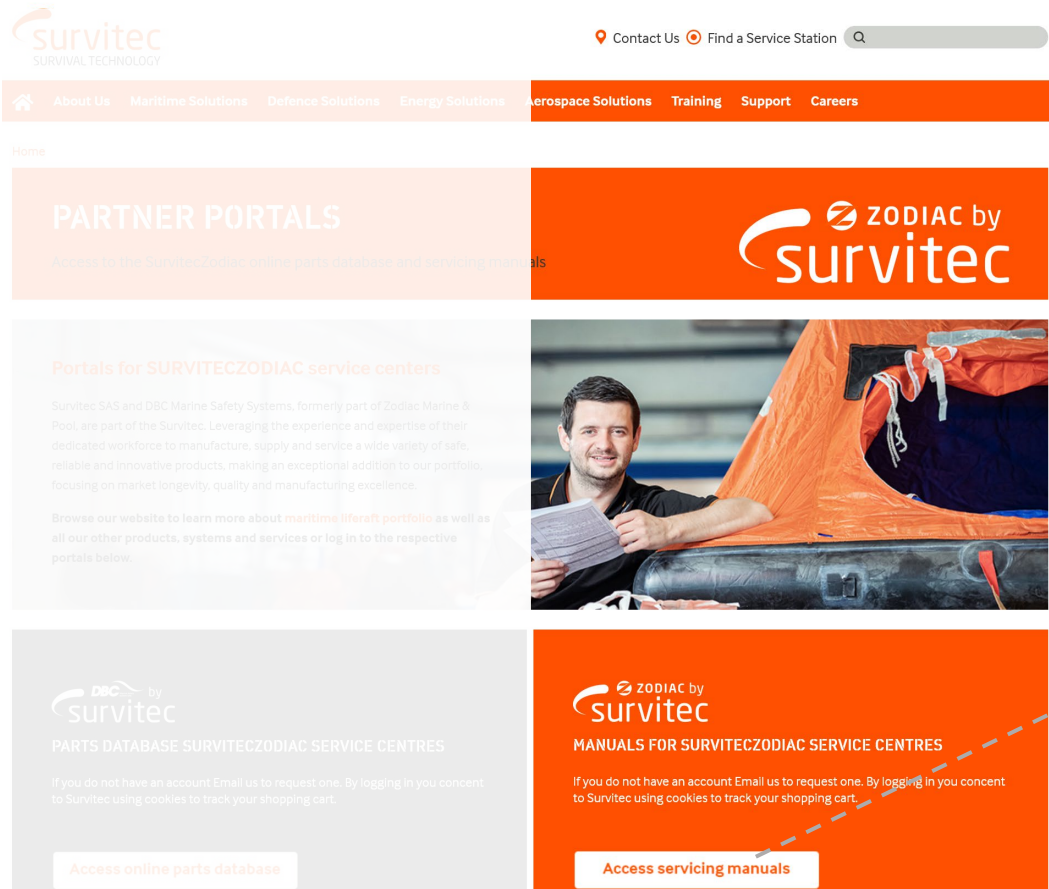 survitec
SURVIVAL TECHNOLOGY
Contact Us Find a Service Station
About Us Maritime Solutions Defence Solutions Energy Solutions Aerospace Solutions Training Support Careers
Home
PARTNER PORTALS
Access to the SurvitecZodiac online parts database and servicing manuals
ZODIAC by
survitec
Portals for SURVITECZODIAC service centers
Survitec SAS and DBC Marine Safety Systems, formerly part of Zodiac Marine &
Pool, are part of the Survitec. Leveraging the experience and expertise of their
dedicated workforce to manufacture, supply and service a wide variety of safe,
reliable and innovative products, making an exceptional addition to our portfolio,
focusing on market longevity, quality and manufacturing excellence.
Browse our website to learn more about maritime liferaft portfolio as well as
all our other products, systems and services or log in to the respective
portals below.
DBC by
survitec
PARTS DATABASE SURVITECZODIAC SERVICE CENTRES
If you do not have an account Email us to request one. By logging in you concent
to Survitec using cookies to track your shopping cart.
Access online parts database
ZODIAC by
survitec
MANUALS FOR SURVITECZODIAC SERVICE CENTRES
If you do not have an account Email us to request one. By logging in you concent
to Survitec using cookies to track your shopping cart.
Access servicing manuals